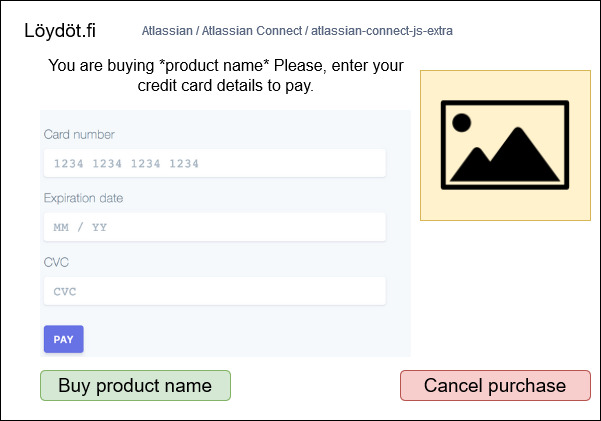 Löydöt.fi
Atlassian / Atlassian Connect / atlassian-connect-js-extra
You are buying *product name* Please, enter your
credit card details to pay.
Card number
1234 1234 1234 1234
Expiration date
MM / YY
CVC
CVC
PAY
Buy product name
Cancel purchase